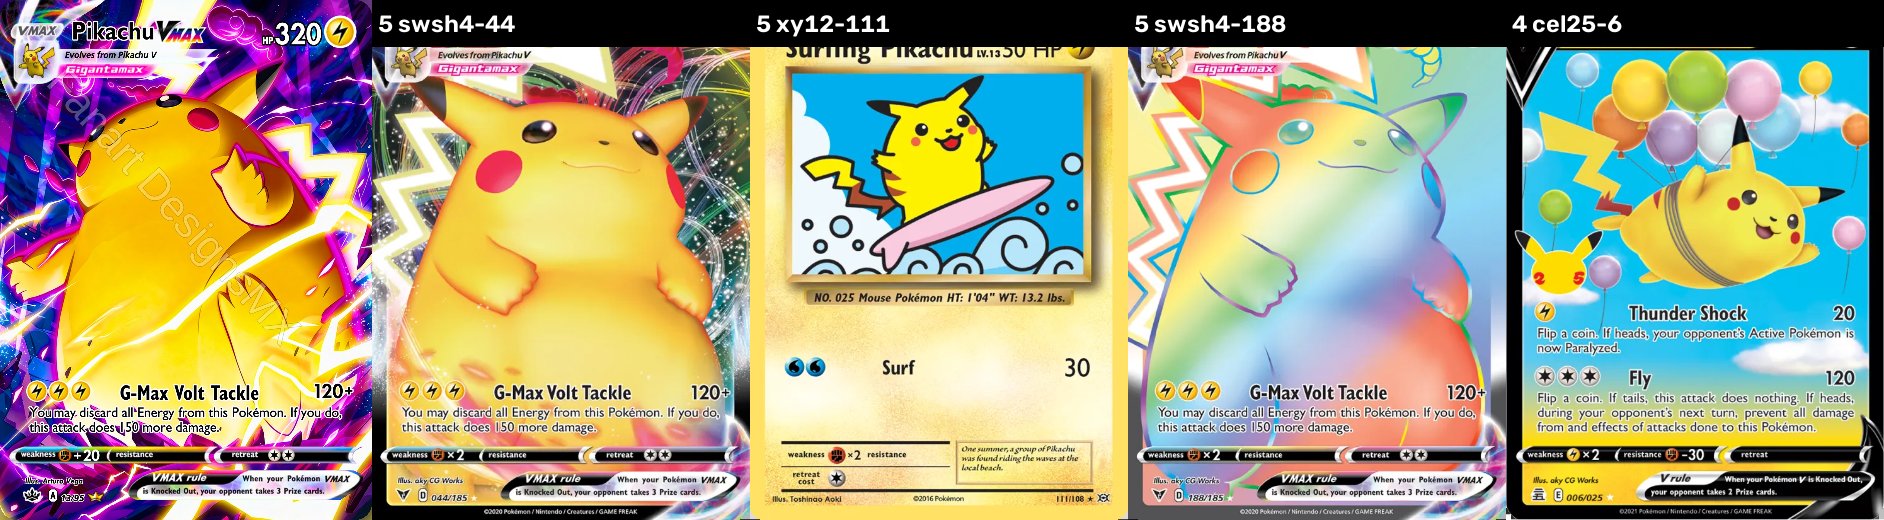 VMAX Pikachu VMAX HP 320
Evolves from Pikachu V
Gigantamax
G-Max Volt Tackle 120+
You may discard all Energy from this Pokémon. If you do,
this attack does 150 more damage.
weakness +20 resistance retreat
Illus. Arturo Vega
A
VMAX rule When your Pokémon VMAX
is Knocked Out, your opponent takes 3 Prize cards.
5 swsh4-44
Evolves from Pikachu V
Gigantamax
G-Max Volt Tackle 120+
You may discard all Energy from this Pokémon. If you do,
this attack does 150 more damage.
weakness ×2 resistance retreat
Illus. aky CG Works
D 044/185
VMAX rule When your Pokémon VMAX
is Knocked Out, your opponent takes 3 Prize cards.
©2020 Pokémon / Nintendo / Creatures / GAME FREAK
5 xy12-111
Surfing Pikachu LV.13 50 HP
NO. 025 Mouse Pokémon HT: 1'04" WT: 13.2 lbs.
Surf 30
weakness ×2 resistance
retreat
cost
One summer, a group of Pikachu
was found riding the waves at the
local beach.
Illus. Toshinao Aoki ©2016 Pokémon 111/108
5 swsh4-188
Evolves from Pikachu V
Gigantamax
G-Max Volt Tackle 120+
You may discard all Energy from this Pokémon. If you do,
this attack does 150 more damage.
weakness ×2 resistance retreat
Illus. aky CG Works
D 188/185
VMAX rule When your Pokémon VMAX
is Knocked Out, your opponent takes 3 Prize cards.
©2020 Pokémon / Nintendo / Creatures / GAME FREAK
4 cel25-6
2 5
Thunder Shock 20
Flip a coin. If heads, your opponent's Active Pokémon is
now Paralyzed.
Fly 120
Flip a coin. If tails, this attack does nothing. If heads,
during your opponent's next turn, prevent all damage
from and effects of attacks done to this Pokémon.
weakness ×2 resistance -30 retreat
Illus. aky CG Works
E 006/025
V rule When your Pokémon V is Knocked Out,
your opponent takes 2 Prize cards.
©2021 Pokémon / Nintendo / Creatures / GAME FREAK